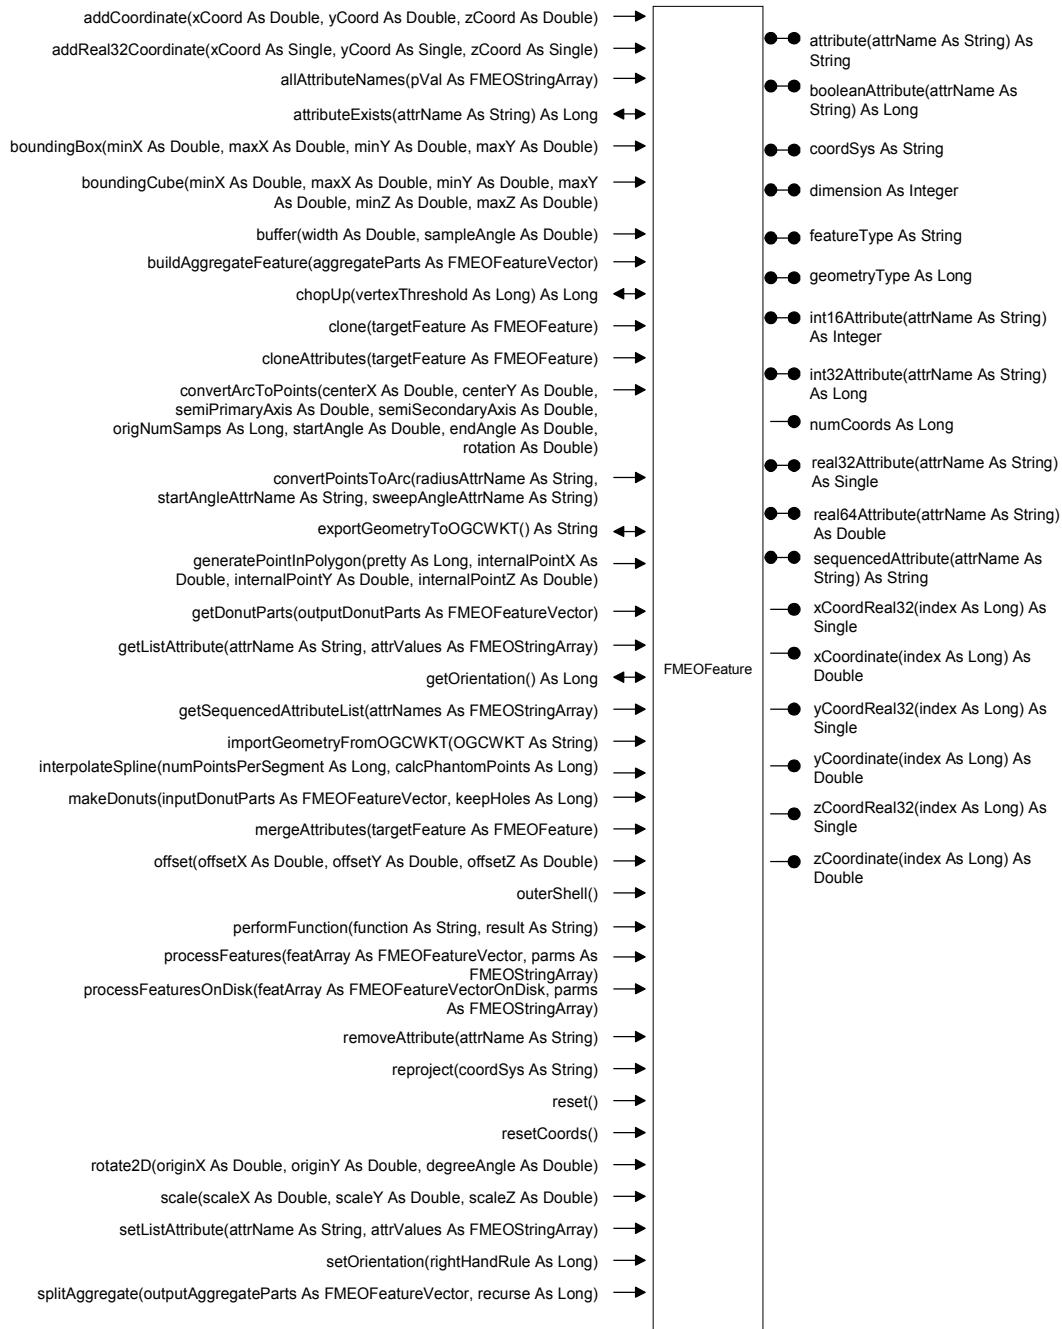 addCoordinate(xCoord As Double, yCoord As Double, zCoord As Double)
addReal32Coordinate(xCoord As Single, yCoord As Single, zCoord As Single)
allAttributeNames(pVal As FMEOStringArray)
attributeExists(attrName As String) As Long
boundingBox(minX As Double, maxX As Double, minY As Double, maxY As Double)
boundingCube(minX As Double, maxX As Double, minY As Double, maxY
As Double, minZ As Double, maxZ As Double)
buffer(width As Double, sampleAngle As Double)
buildAggregateFeature(aggregateParts As FMEOFeatureVector)
chopUp(vertexThreshold As Long) As Long
clone(targetFeature As FMEOFeature)
cloneAttributes(targetFeature As FMEOFeature)
convertArcToPoints(centerX As Double, centerY As Double,
semiPrimaryAxis As Double, semiSecondaryAxis As Double,
origNumSamps As Long, startAngle As Double, endAngle As Double,
rotation As Double)
convertPointsToArc(radiusAttrName As String,
startAngleAttrName As String, sweepAngleAttrName As String)
exportGeometryToOGCWKT() As String
generatePointInPolygon(pretty As Long, internalPointX As
Double, internalPointY As Double, internalPointZ As Double)
getDonutParts(outputDonutParts As FMEOFeatureVector)
getListAttribute(attrName As String, attrValues As FMEOStringArray)
getOrientation() As Long
getSequencedAttributeList(attrNames As FMEOStringArray)
importGeometryFromOGCWKT(OGCWKT As String)
interpolateSpline(numPointsPerSegment As Long, calcPhantomPoints As Long)
makeDonuts(inputDonutParts As FMEOFeatureVector, keepHoles As Long)
mergeAttributes(targetFeature As FMEOFeature)
offset(offsetX As Double, offsetY As Double, offsetZ As Double)
outerShell()
performFunction(function As String, result As String)
processFeatures(featArray As FMEOFeatureVector, parms As
FMEOStringArray)
processFeaturesOnDisk(featArray As FMEOFeatureVectorOnDisk, parms
As FMEOStringArray)
removeAttribute(attrName As String)
reproject(coordSys As String)
reset()
resetCoords()
rotate2D(originX As Double, originY As Double, degreeAngle As Double)
scale(scaleX As Double, scaleY As Double, scaleZ As Double)
setListAttribute(attrName As String, attrValues As FMEOStringArray)
setOrientation(rightHandRule As Long)
splitAggregate(outputAggregateParts As FMEOFeatureVector, recurse As Long)
FMEOFeature
attribute(attrName As String) As
String
booleanAttribute(attrName As
String) As Long
coordSys As String
dimension As Integer
featureType As String
geometryType As Long
int16Attribute(attrName As String)
As Integer
int32Attribute(attrName As String)
As Long
numCoords As Long
real32Attribute(attrName As String)
As Single
real64Attribute(attrName As String)
As Double
sequencedAttribute(attrName As
String) As String
xCoordReal32(index As Long) As
Single
xCoordinate(index As Long) As
Double
yCoordReal32(index As Long) As
Single
yCoordinate(index As Long) As
Double
zCoordReal32(index As Long) As
Single
zCoordinate(index As Long) As
Double